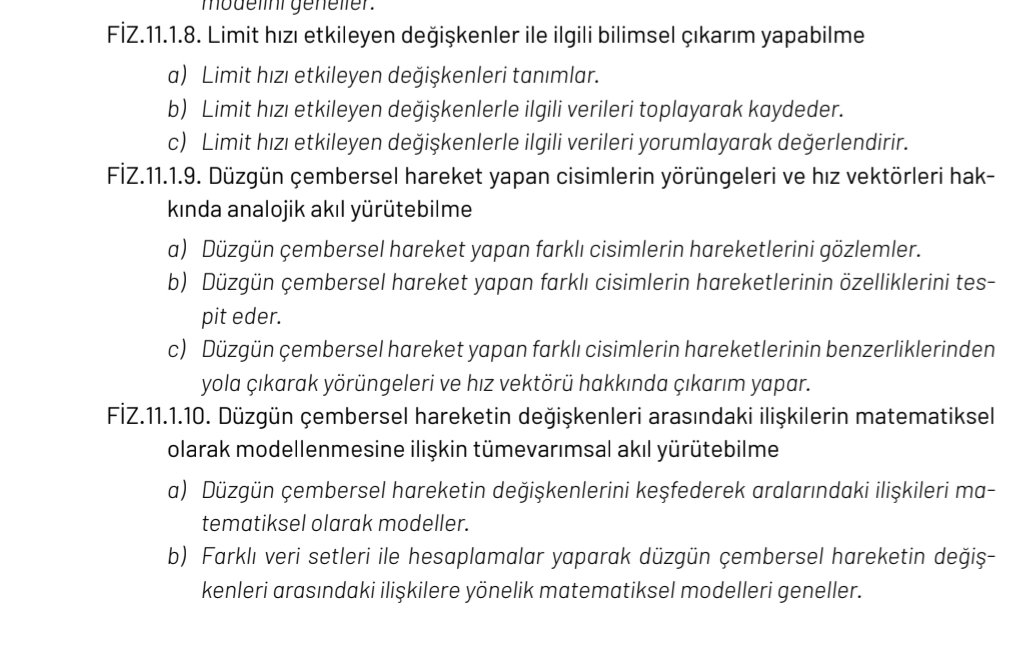 modelini geneller.
FİZ.11.1.8. Limit hızı etkileyen değişkenler ile ilgili bilimsel çıkarım yapabilme
a) Limit hızı etkileyen değişkenleri tanımlar.
b) Limit hızı etkileyen değişkenlerle ilgili verileri toplayarak kaydeder.
c) Limit hızı etkileyen değişkenlerle ilgili verileri yorumlayarak değerlendirir.
FİZ.11.1.9. Düzgün çembersel hareket yapan cisimlerin yörüngeleri ve hız vektörleri hak-
kında analojik akıl yürütebilme
a) Düzgün çembersel hareket yapan farklı cisimlerin hareketlerini gözlemler.
b) Düzgün çembersel hareket yapan farklı cisimlerin hareketlerinin özelliklerini tes-
pit eder.
c) Düzgün çembersel hareket yapan farklı cisimlerin hareketlerinin benzerliklerinden
yola çıkarak yörüngeleri ve hız vektörü hakkında çıkarım yapar.
FİZ.11.1.10. Düzgün çembersel hareketin değişkenleri arasındaki ilişkilerin matematiksel
olarak modellenmesine ilişkin tümevarımsal akıl yürütebilme
a) Düzgün çembersel hareketin değişkenlerini keşfederek aralarındaki ilişkileri ma-
tematiksel olarak modeller.
b) Farklı veri setleri ile hesaplamalar yaparak düzgün çembersel hareketin değiş-
kenleri arasındaki ilişkilere yönelik matematiksel modelleri geneller.